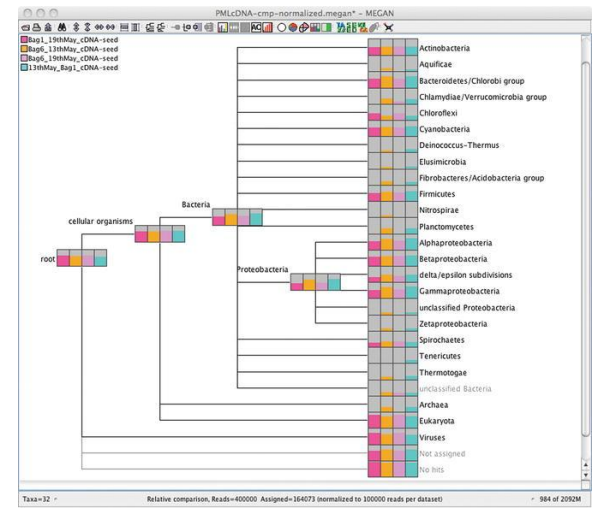 PMLcDNA-cmp-normalized.megan* - MEGAN
Bag1_19thMay_cDNA-seed
Bag6_13thMay_cDNA-seed
Bag6_19thMay_cDNA-seed
13thMay_Bag1_cDNA-seed
Actinobacteria
Aquificae
Bacteroidetes/Chlorobi group
Chlamydiae/Verrucomicrobia group
Chloroflexi
Cyanobacteria
Deinococcus-Thermus
Elusimicrobia
Fibrobacteres/Acidobacteria group
Firmicutes
Bacteria
Nitrospirae
cellular organisms
Planctomycetes
Alphaproteobacteria
root
Betaproteobacteria
Proteobacteria
delta/epsilon subdivisions
Gammaproteobacteria
unclassified Proteobacteria
Zetaproteobacteria
Spirochaetes
Tenericutes
Thermotogae
unclassified Bacteria
Archaea
Eukaryota
Viruses
Not assigned
No hits
Taxa=32 Relative comparison, Reads=400000 Assigned=164073 (normalized to 100000 reads per dataset) 984 of 2092M